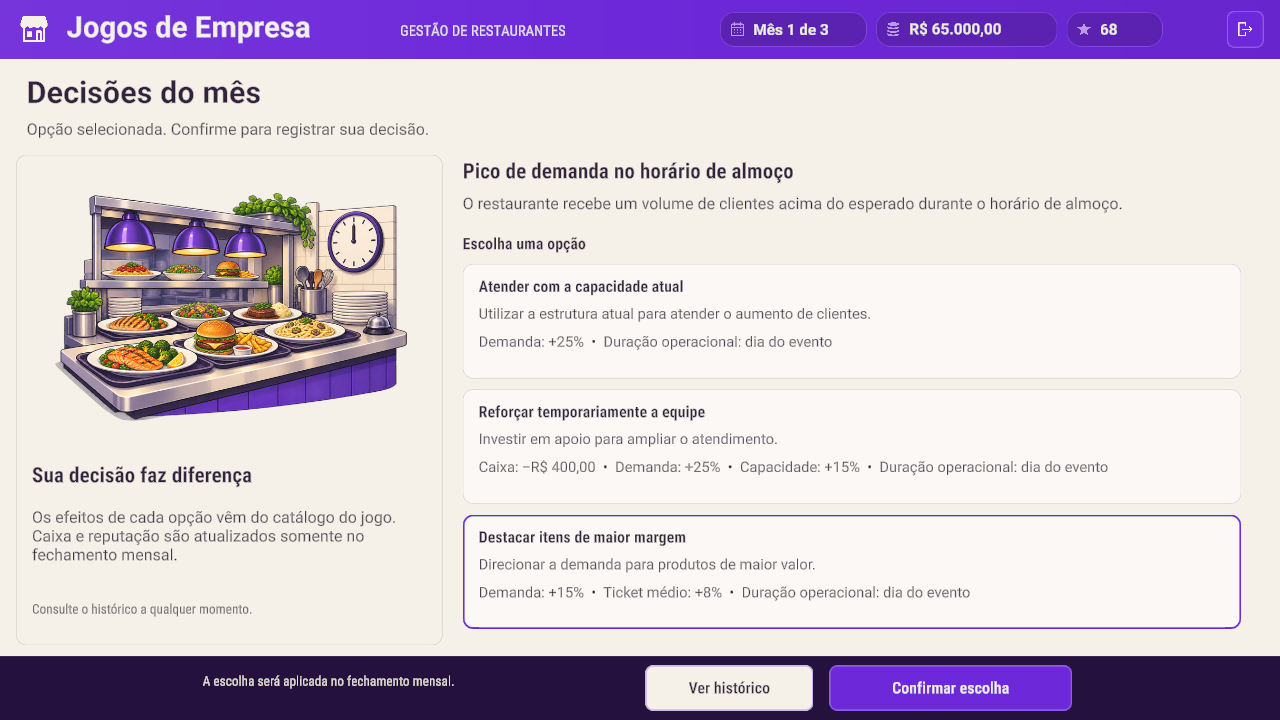 Jogos de Empresa
GESTÃO DE RESTAURANTES
Mês 1 de 3
R$ 65.000,00
68
Decisões do mês
Opção selecionada. Confirme para registrar sua decisão.
Sua decisão faz diferença
Os efeitos de cada opção vêm do catálogo do jogo.
Caixa e reputação são atualizados somente no
fechamento mensal.
Consulte o histórico a qualquer momento.
Pico de demanda no horário de almoço
O restaurante recebe um volume de clientes acima do esperado durante o horário de almoço.
Escolha uma opção
Atender com a capacidade atual
Utilizar a estrutura atual para atender o aumento de clientes.
Demanda: +25% • Duração operacional: dia do evento
Reforçar temporariamente a equipe
Investir em apoio para ampliar o atendimento.
Caixa: −R$ 400,00 • Demanda: +25% • Capacidade: +15% • Duração operacional: dia do evento
Destacar itens de maior margem
Direcionar a demanda para produtos de maior valor.
Demanda: +15% • Ticket médio: +8% • Duração operacional: dia do evento
A escolha será aplicada no fechamento mensal.
Ver histórico
Confirmar escolha